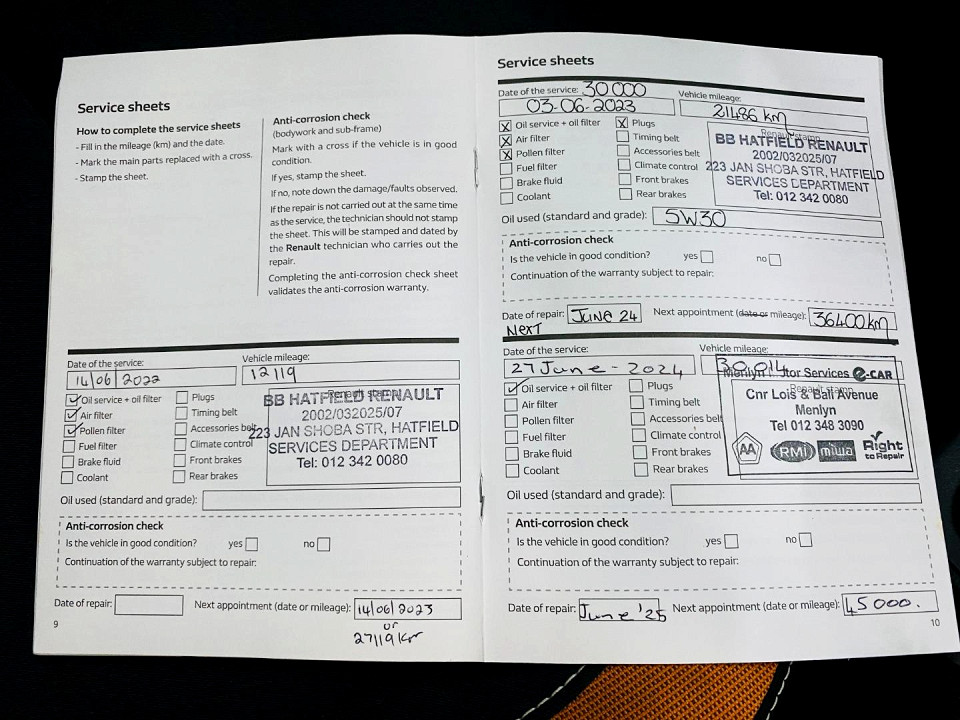 Service sheets
How to complete the service sheets
- Fill in the mileage (km) and the date.
- Mark the main parts replaced with a cross.
- Stamp the sheet.
Anti-corrosion check
(bodywork and sub-frame)
Mark with a cross if the vehicle is in good
condition.
If yes, stamp the sheet.
If no, note down the damage/faults observed.
If the repair is not carried out at the same time
as the service, the technician should not stamp
the sheet. This will be stamped and dated by
the Renault technician who carries out the
repair.
Completing the anti-corrosion check sheet
validates the anti-corrosion warranty.
Date of the service:
14/06/2022
Vehicle mileage:
12119
Oil service + oil filter
Air filter
Pollen filter
Fuel filter
Brake fluid
Coolant
Plugs
Timing belt
Accessories belt
Climate control
Front brakes
Rear brakes
Renault stamp
BB HATFIELD RENAULT
2002/032025/07
223 JAN SHOBA STR, HATFIELD
SERVICES DEPARTMENT
Tel: 012 342 0080
Oil used (standard and grade):
Anti-corrosion check
Is the vehicle in good condition? yes no
Continuation of the warranty subject to repair:
Date of repair:
Next appointment (date or mileage): 14/06/2023
or
27119 km
9
Service sheets
Date of the service: 30 000
03-06-2023
Vehicle mileage:
21486 km
Oil service + oil filter
Air filter
Pollen filter
Fuel filter
Brake fluid
Coolant
Plugs
Timing belt
Accessories belt
Climate control
Front brakes
Rear brakes
Renault stamp
BB HATFIELD RENAULT
2002/032025/07
223 JAN SHOBA STR, HATFIELD
SERVICES DEPARTMENT
Tel: 012 342 0080
Oil used (standard and grade): 5W30
Anti-corrosion check
Is the vehicle in good condition? yes no
Continuation of the warranty subject to repair:
Date of repair: JUNE 24 Next appointment (date or mileage): 36400km
NEXT
Date of the service:
27 June - 2024
Vehicle mileage:
Oil service + oil filter
Air filter
Pollen filter
Fuel filter
Brake fluid
Coolant
Plugs
Timing belt
Accessories belt
Climate control
Front brakes
Rear brakes
Menlyn Services e-CAR
Renault stamp
Cnr Lois & Bali Avenue
Menlyn
Tel 012 348 3090
AA RMI miwa Right
to Repair
Oil used (standard and grade):
Anti-corrosion check
Is the vehicle in good condition? yes no
Continuation of the warranty subject to repair:
Date of repair: June '25 Next appointment (date or mileage): 45 000.
10